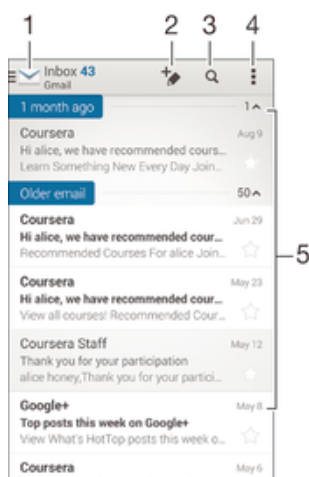 1 2 3 4
Inbox 43
Gmail
1 month ago 1
Coursera Aug 9
Hi alice, we have recommended cours...
Learn Something New Every Day Join...
Older email 50
Coursera Jun 29
Hi alice, we have recommended cour...
Recommended Courses For alice Join...
5
Coursera May 23
Hi alice, we have recommended cour...
View all courses! Recommended Cour...
Coursera Staff May 12
Thank you for your participation
alice honey,Thank you for your partici...
Google+ May 8
Top posts this week on Google+
View What's HotTop posts this week o...
Coursera May 6